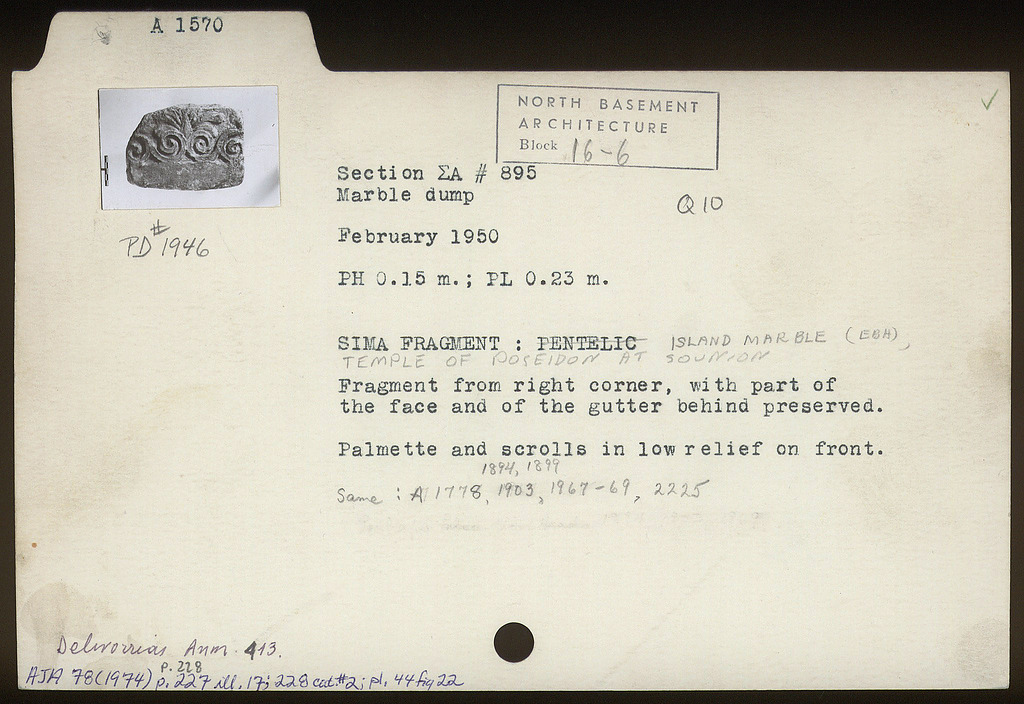 A 1570
NORTH BASEMENT
ARCHITECTURE
Block 16-6
Section ΣΑ # 895
Marble dump
Q 10
PD # 1946
February 1950
PH 0.15 m.; PL 0.23 m.
SIMA FRAGMENT : PENTELIC ISLAND MARBLE (EBH),
TEMPLE OF POSEIDON AT SOUNION
Fragment from right corner, with part of
the face and of the gutter behind preserved.
Palmette and scrolls in low relief on front.
1894, 1899
Same : A 1778, 1903, 1967-69, 2225
Delivorrias Anm. 413.
p. 228
AJA 78 (1974) p. 227 ill. 17; 228 cat. #2; pl. 44 fig 22